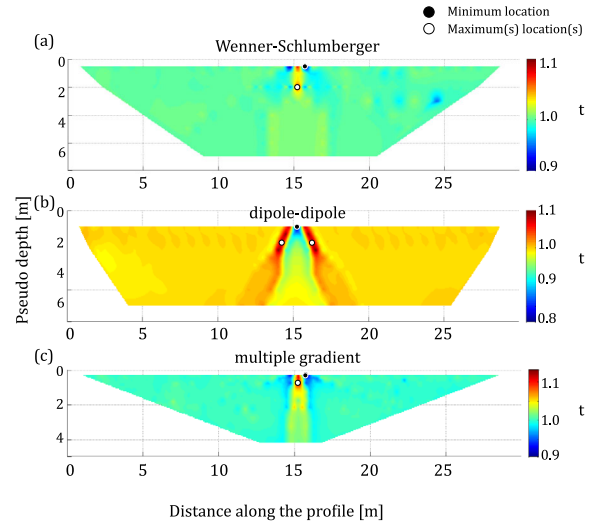 Minimum location
Maximum(s) location(s)
(a)
Wenner-Schlumberger
0
2
4
6
0 5 10 15 20 25
1.1
1.0
0.9
t
(b)
dipole-dipole
0
2
4
6
0 5 10 15 20 25
1.1
1.0
0.9
0.8
t
Pseudo depth [m]
(c)
multiple gradient
0
2
4
0 5 10 15 20 25
1.1
1.0
0.9
t
Distance along the profile [m]